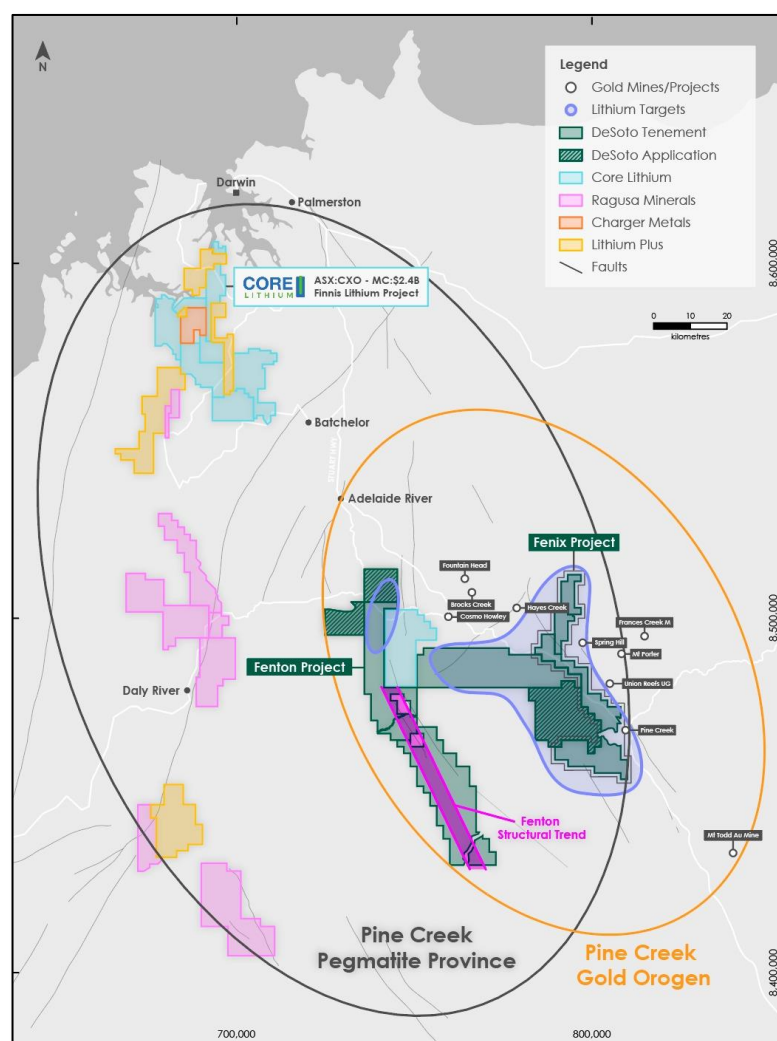 N
Legend
Gold Mines/Projects
Lithium Targets
DeSoto Tenement
DeSoto Application
Core Lithium
Ragusa Minerals
Charger Metals
Lithium Plus
Faults
0 10 20
kilometres
Darwin
Palmerston
8,600,000
CORE
LITHIUM
ASX:CXO - MC:$2.4B
Finnis Lithium Project
Batchelor
STUART HWY
Adelaide River
Fenix Project
Fountain Head
Brocks Creek
Cosmo Howley
Hayes Creek
8,500,000
Frances Creek M
Spring Hill
Mt Porter
Fenton Project
Union Reefs UG
Daly River
Pine Creek
Fenton
Structural Trend
Mt Todd Au Mine
Pine Creek
Pegmatite Province
Pine Creek
Gold Orogen
8,400,000
700,000
800,000